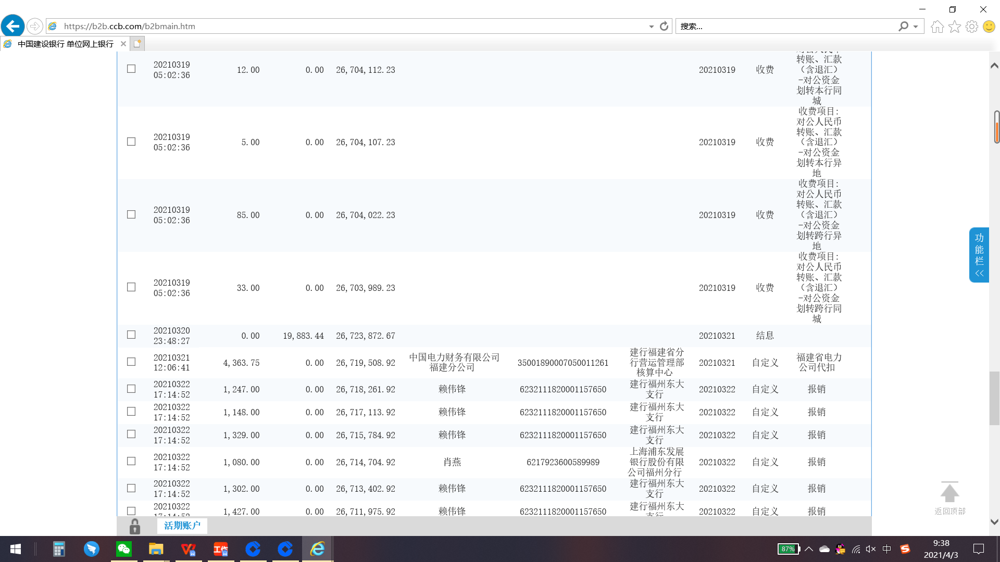 https://b2b.ccb.com/b2bmain.htm
搜索...
中国建设银行 单位网上银行
20210319
05:02:36
12.00
0.00
26,704,112.23
20210319
收费
转账、汇款
（含退汇）
-对公资金
划转本行同
城
20210319
05:02:36
5.00
0.00
26,704,107.23
20210319
收费
收费项目:
对公人民币
转账、汇款
（含退汇）
-对公资金
划转本行异
地
20210319
05:02:36
85.00
0.00
26,704,022.23
20210319
收费
收费项目:
对公人民币
转账、汇款
（含退汇）
-对公资金
划转跨行异
地
20210319
05:02:36
33.00
0.00
26,703,989.23
20210319
收费
收费项目:
对公人民币
转账、汇款
（含退汇）
-对公资金
划转跨行同
城
20210320
23:48:27
0.00
19,883.44
26,723,872.67
20210321
结息
20210321
12:06:41
4,363.75
0.00
26,719,508.92
中国电力财务有限公司
福建分公司
35001890007050011261
建行福建省分
行营运管理部
核算中心
20210321
自定义
福建省电力
公司代扣
20210322
17:14:52
1,247.00
0.00
26,718,261.92
赖伟锋
6232111820001157650
建行福州东大
支行
20210322
自定义
报销
20210322
17:14:52
1,148.00
0.00
26,717,113.92
赖伟锋
6232111820001157650
建行福州东大
支行
20210322
自定义
报销
20210322
17:14:52
1,329.00
0.00
26,715,784.92
赖伟锋
6232111820001157650
建行福州东大
支行
20210322
自定义
报销
20210322
17:14:52
1,080.00
0.00
26,714,704.92
肖燕
6217923600589989
上海浦东发展
银行股份有限
公司福州分行
20210322
自定义
报销
20210322
17:14:52
1,302.00
0.00
26,713,402.92
赖伟锋
6232111820001157650
建行福州东大
支行
20210322
自定义
报销
20210322
1,427.00
0.00
26,711,975.92
赖伟锋
6232111820001157650
建行福州东大
20210322
自定义
报销
功
能
栏
返回顶部
活期账户
工作
87%
中
9:38
2021/4/3